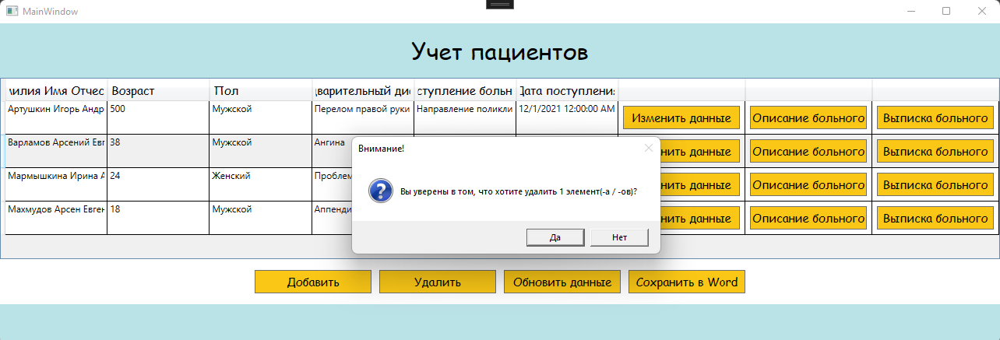 MainWindow
Учет пациентов
милия Имя Отчес Возраст Пол дварительный диа ступление больн Дата поступления
Артушкин Игорь Андр 500 Мужской Перелом правой руки Направление поликли 12/1/2021 12:00:00 AM Изменить данные Описание больного Выписка больного
Варламов Арсений Евг 38 Мужской Ангина нить данные Описание больного Выписка больного
Мармышкина Ирина А 24 Женский Проблем нить данные Описание больного Выписка больного
Махмудов Арсен Евген 18 Мужской Аппенди нить данные Описание больного Выписка больного
Внимание!
Вы уверены в том, что хотите удалить 1 элемент(-а / -ов)?
Да Нет
Добавить Удалить Обновить данные Сохранить в Word